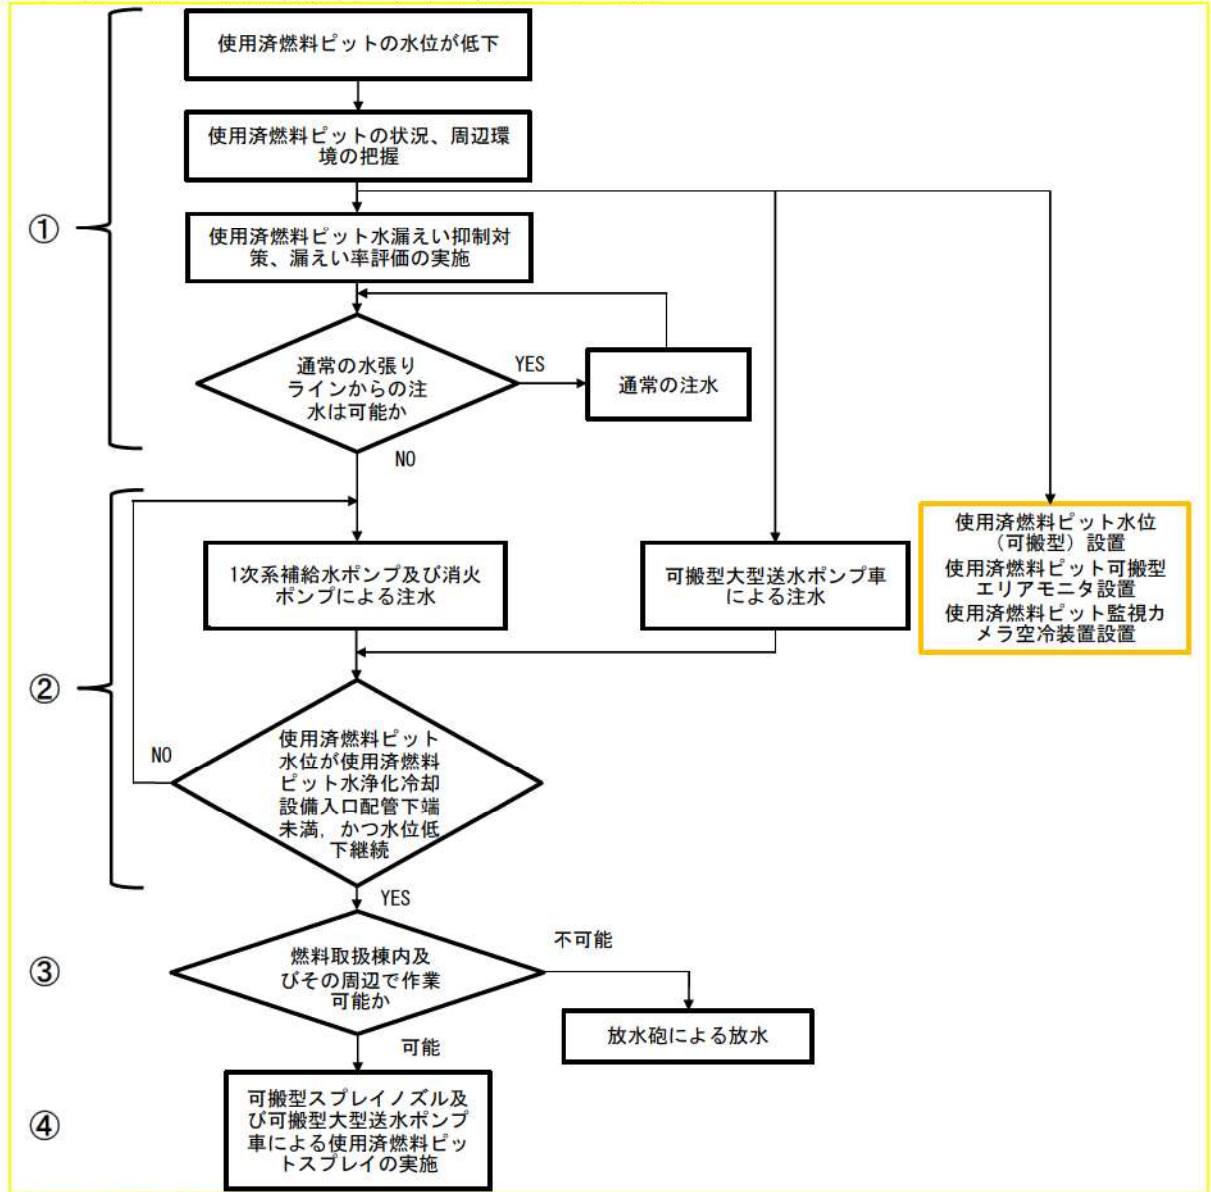 使用済燃料ピットの水位が低下
使用済燃料ピットの状況、周辺環
境の把握
①
使用済燃料ピット水漏えい抑制対
策、漏えい率評価の実施
通常の水張り
ラインからの注
水は可能か
YES
通常の注水
NO
1次系補給水ポンプ及び消火
ポンプによる注水
可搬型大型送水ポンプ車
による注水
使用済燃料ピット水位
（可搬型）設置
使用済燃料ピット可搬型
エリアモニタ設置
使用済燃料ピット監視カ
メラ空冷装置設置
②
NO
使用済燃料ピット
水位が使用済燃料
ピット水浄化冷却
設備入口配管下端
未満，かつ水位低
下継続
YES
③
燃料取扱棟内及
びその周辺で作業
可能か
不可能
放水砲による放水
可能
④
可搬型スプレイノズル及
び可搬型大型送水ポンプ
車による使用済燃料ピッ
トスプレイの実施